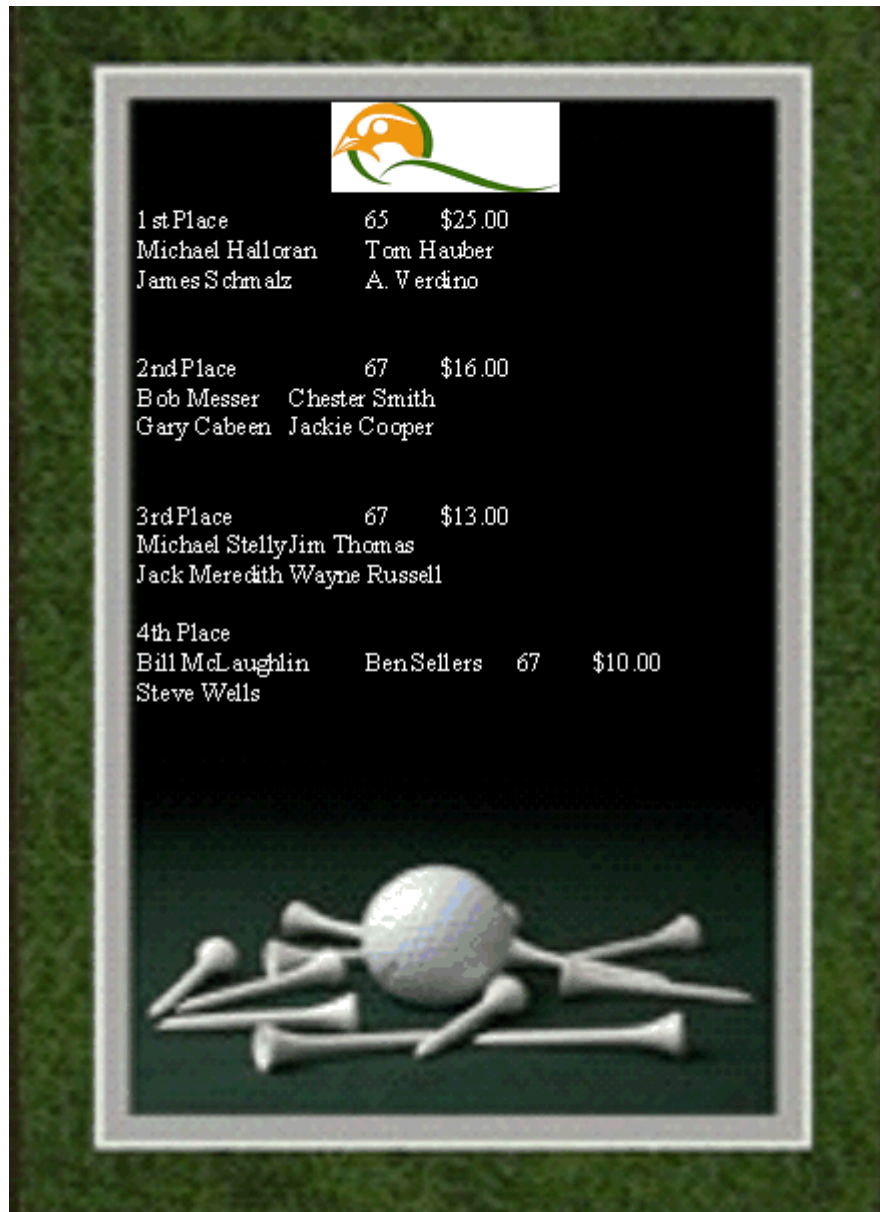 1st Place 65 $25.00
Michael Halloran Tom Hauber
James Schmalz A. Verdino
2nd Place 67 $16.00
Bob Messer Chester Smith
Gary Cabeen Jackie Cooper
3rd Place 67 $13.00
Michael Stelly Jim Thomas
Jack Meredith Wayne Russell
4th Place
Bill McLaughlin Ben Sellers 67 $10.00
Steve Wells